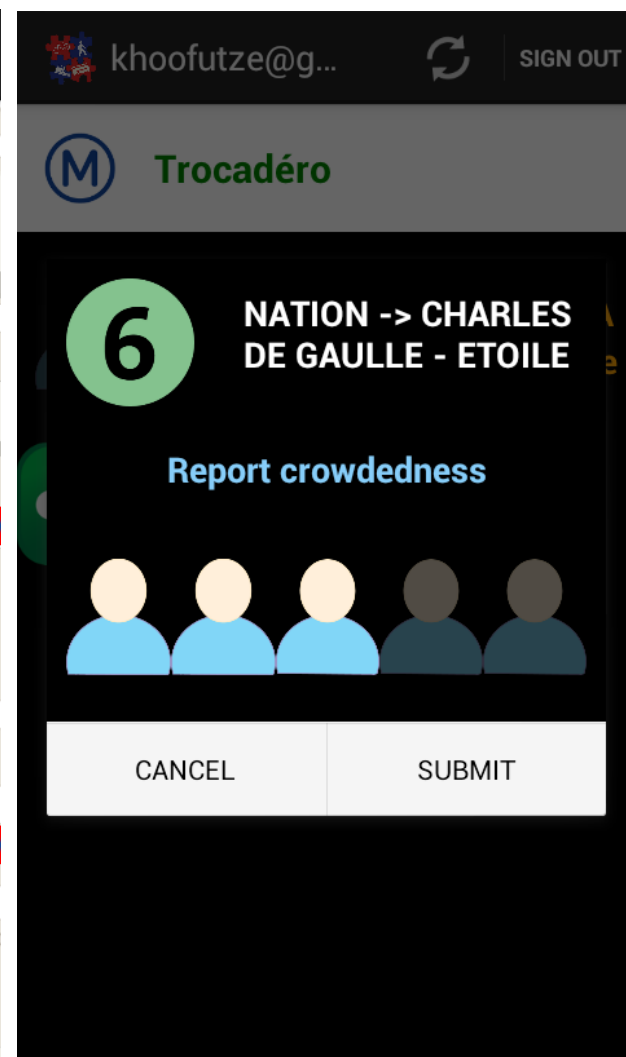 khoofutze@g...
SIGN OUT
M
Trocadéro
6
NATION -> CHARLES
DE GAULLE - ETOILE
Report crowdedness
CANCEL
SUBMIT